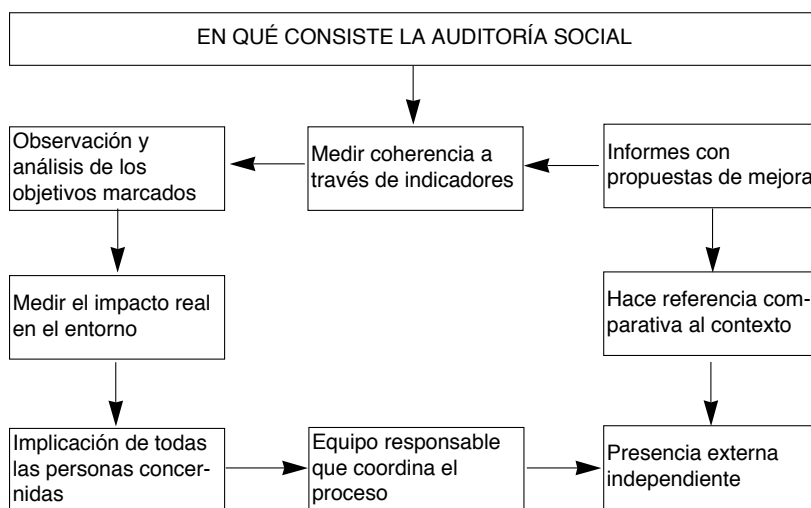 EN QUÉ CONSISTE LA AUDITORÍA SOCIAL
Observación y
análisis de los
objetivos marcados
Medir coherencia a
través de indicadores
Informes con
propuestas de mejora
Medir el impacto real
en el entorno
Hace referencia com-
parativa al contexto
Implicación de todas
las personas concer-
nidas
Equipo responsable
que coordina el
proceso
Presencia externa
independiente